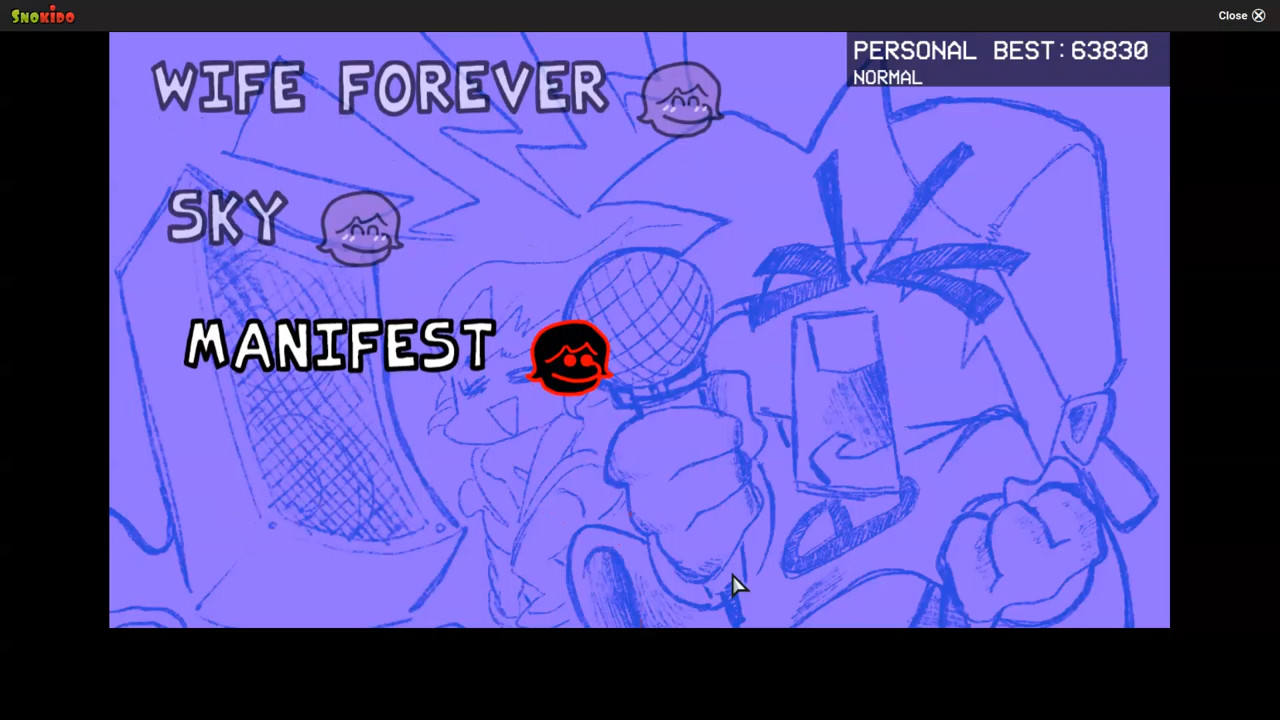 SNOKIDO
Close
PERSONAL BEST:63830
NORMAL
WIFE FOREVER
SKY
MANIFEST